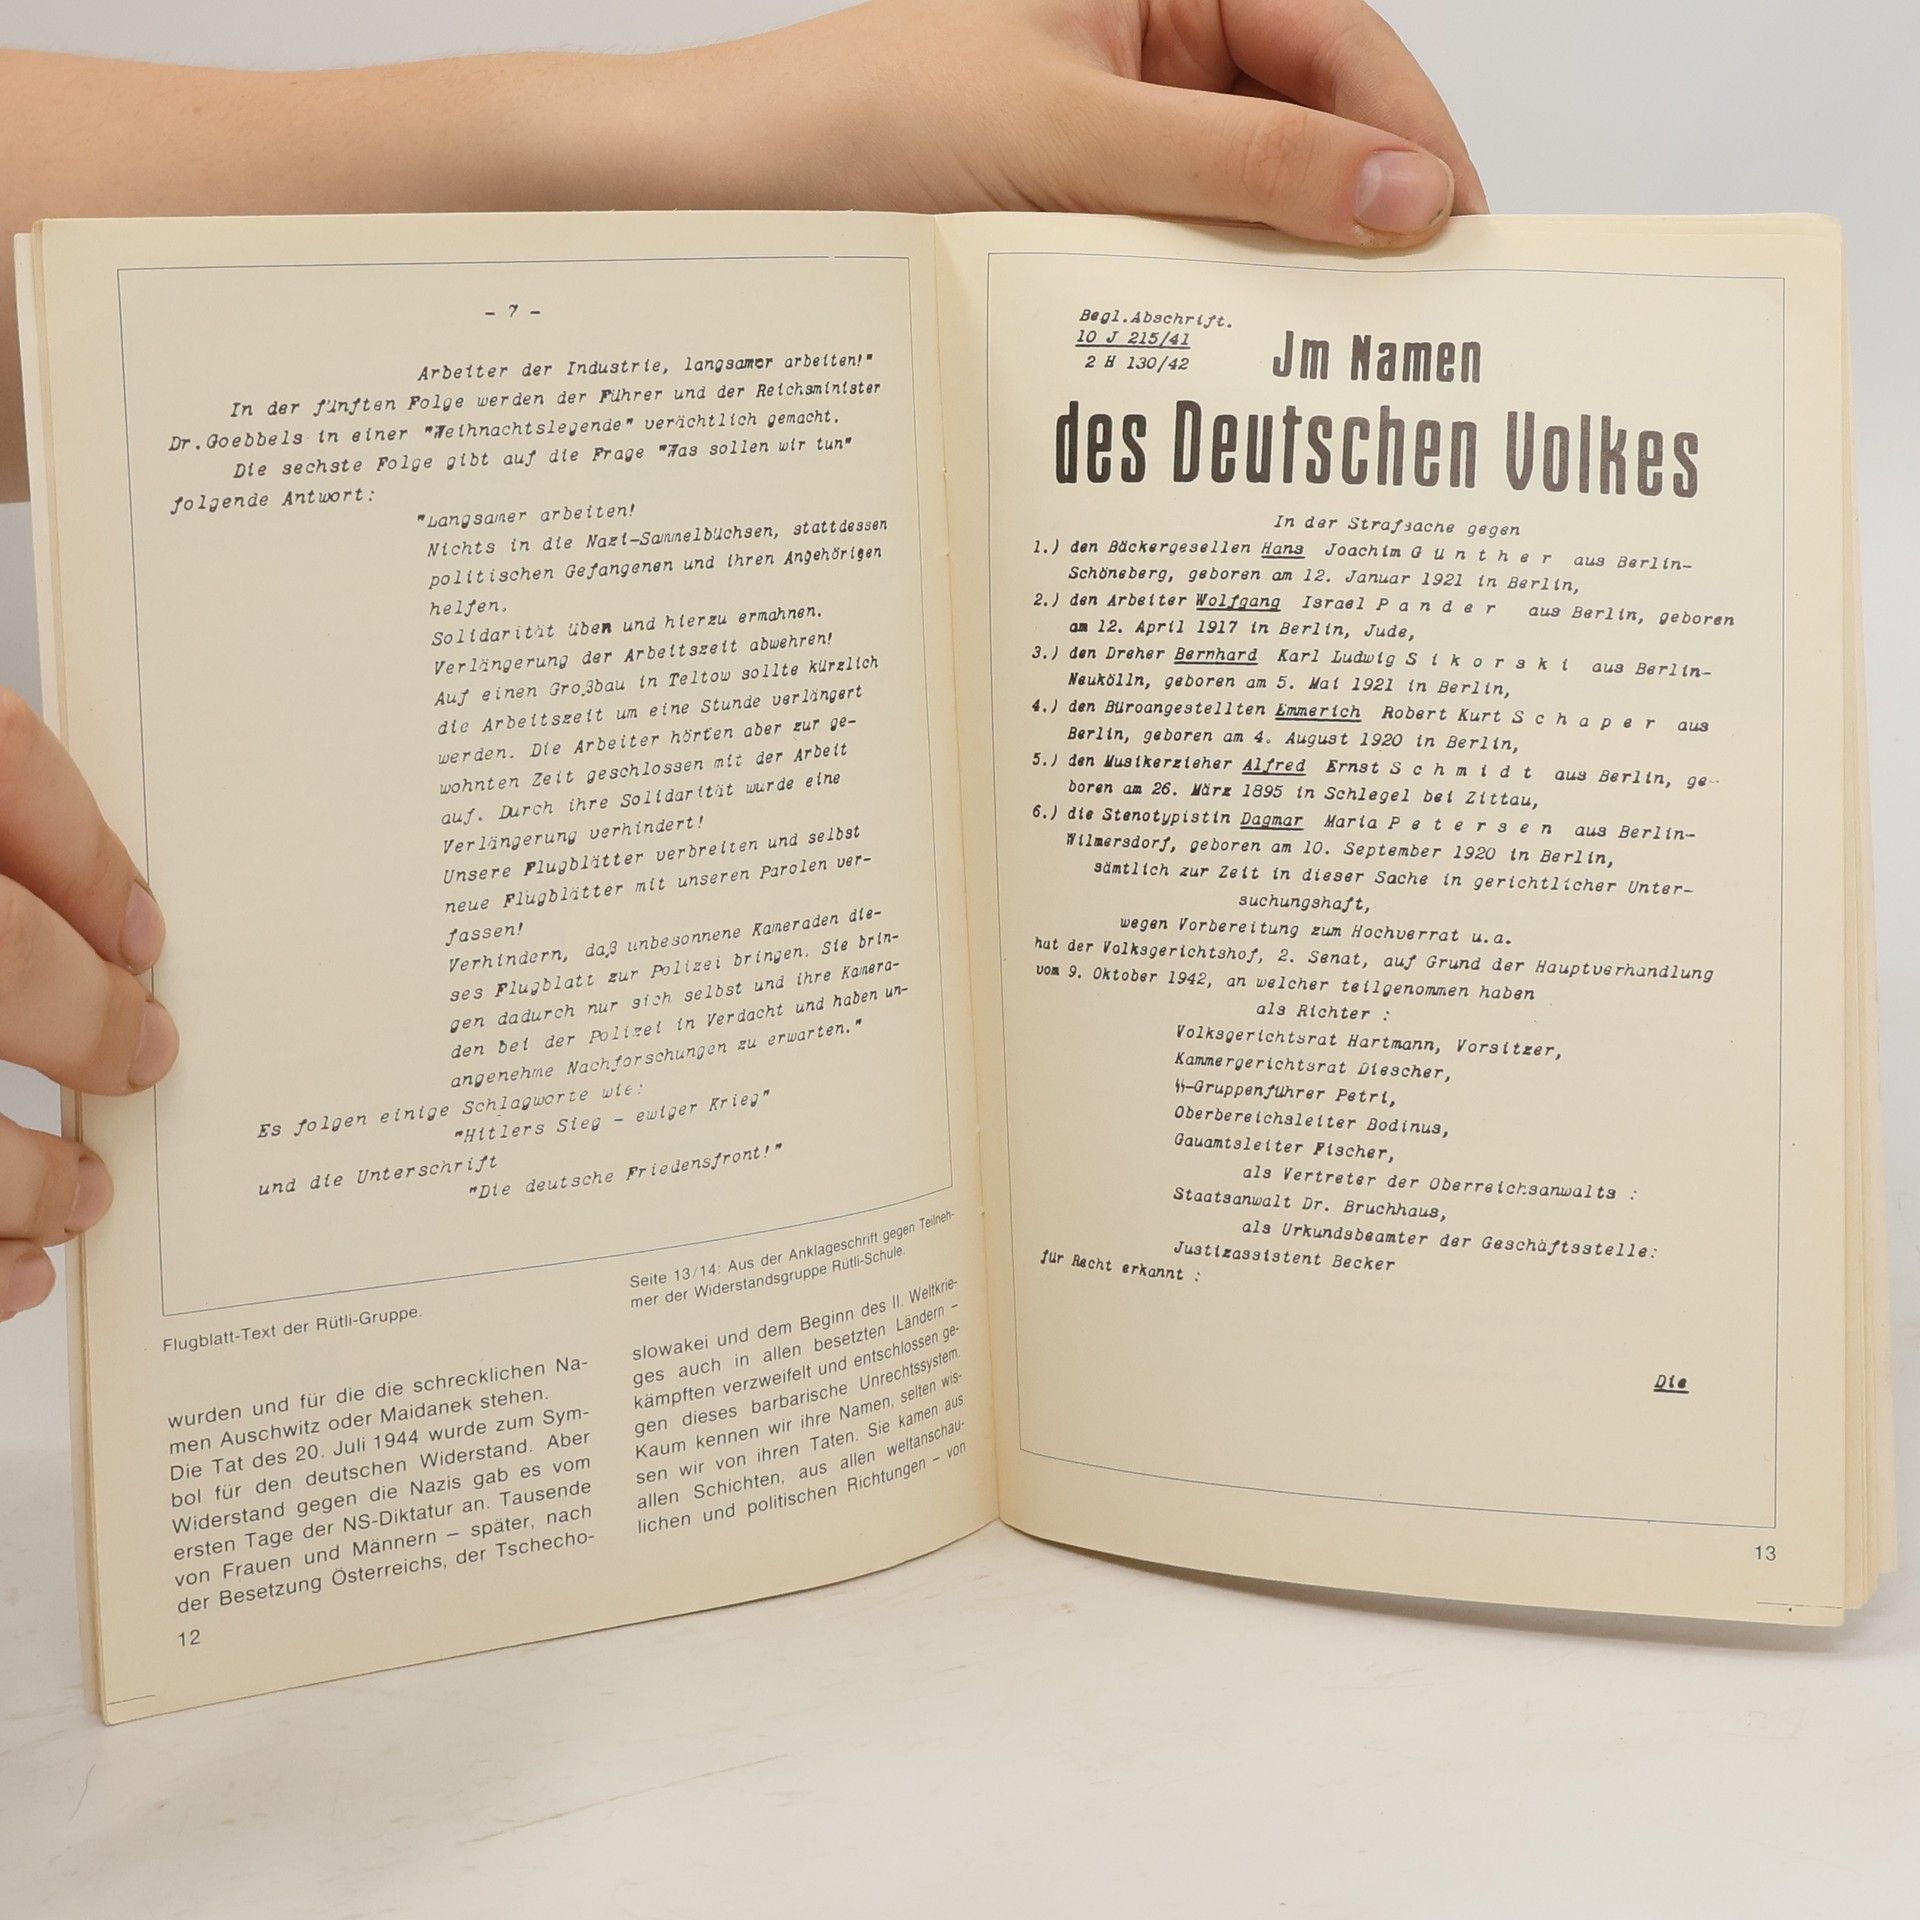 - 7 -
Arbeiter der Industrie, langsamer arbeiten!"
In der fünften Folge werden der Führer und der Reichsminister
Dr.Goebbels in einer "Weihnachtslegende" verächtlich gemacht.
Die sechste Folge gibt auf die Frage "Was sollen wir tun"
folgende Antwort:
"Langsamer arbeiten!
Nichts in die Nazi-Sammelbüchsen, stattdessen
politischen Gefangenen und ihren Angehörigen
helfen.
Solidarität üben und hierzu ermahnen.
Verlängerung der Arbeitszeit abwehren!
Auf einen Großbau in Teltow sollte kürzlich
die Arbeitszeit um eine Stunde verlängert
werden. Die Arbeiter hörten aber zur ge-
wohnten Zeit geschlossen mit der Arbeit
auf. Durch ihre Solidarität wurde eine
Verlängerung verhindert!
Unsere Flugblätter verbreiten und selbst
neue Flugblätter mit unseren Parolen ver-
fassen!
Verhindern, daß unbesonnene Kameraden die-
ses Flugblatt zur Polizei bringen. Sie brin-
gen dadurch nur sich selbst und ihre Kamera-
den bei der Polizei in Verdacht und haben un-
angenehme Nachforschungen zu erwarten."
Es folgen einige Schlagworte wie:
"Hitlers Sieg - ewiger Krieg"
und die Unterschrift
"Die deutsche Friedensfront!"
Flugblatt-Text der Rütli-Gruppe.
wurden und für die die schrecklichen Na-
men Auschwitz oder Maidanek stehen.
Die Tat des 20. Juli 1944 wurde zum Sym-
bol für den deutschen Widerstand. Aber
Widerstand gegen die Nazis gab es vom
ersten Tage der NS-Diktatur an. Tausende
von Frauen und Männern – später, nach
der Besetzung Österreichs, der Tschecho-
12
Seite 13/14: Aus der Anklageschrift gegen Teilneh-
mer der Widerstandsgruppe Rütli-Schule.
slowakei und dem Beginn des II. Weltkrie-
ges auch in allen besetzten Ländern –
kämpften verzweifelt und entschlossen ge-
gen dieses barbarische Unrechtssystem.
Kaum kennen wir ihre Namen, selten wis-
sen wir von ihren Taten. Sie kamen aus
allen Schichten, aus allen weltanschau-
lichen und politischen Richtungen – von
Begl.Abschrift.
10 J 215/41
2 H 130/42
Jm Namen
des Deutschen Volkes
In der Strafsache gegen
1.) den Bäckergesellen Hans Joachim G ü n t h e r aus Berlin-
Schöneberg, geboren am 12. Januar 1921 in Berlin,
2.) den Arbeiter Wolfgang Israel P a n d e r aus Berlin, geboren
am 12. April 1917 in Berlin, Jude,
3.) den Dreher Bernhard Karl Ludwig S i k o r s k i aus Berlin-
Neukölln, geboren am 5. Mai 1921 in Berlin,
4.) den Büroangestellten Emmerich Robert Kurt S c h a p e r aus
Berlin, geboren am 4. August 1920 in Berlin,
5.) den Musikerzieher Alfred Ernst S c h m i d t aus Berlin, ge-
boren am 26. März 1895 in Schlegel bei Zittau,
6.) die Stenotypistin Dagmar Maria P e t e r s e n aus Berlin-
Wilmersdorf, geboren am 10. September 1920 in Berlin,
sämtlich zur Zeit in dieser Sache in gerichtlicher Unter-
suchungshaft,
wegen Vorbereitung zum Hochverrat u.a.
hat der Volksgerichtshof, 2. Senat, auf Grund der Hauptverhandlung
vom 9. Oktober 1942, an welcher teilgenommen haben
als Richter :
Volksgerichtsrat Hartmann, Vorsitzer,
Kammergerichtsrat Diescher,
ᛋᛋ-Gruppenführer Petri,
Oberbereichsleiter Bodinus,
Gauamtsleiter Fischer,
als Vertreter der Oberreichsanwalts :
Staatsanwalt Dr. Bruchhaus,
als Urkundsbeamter der Geschäftsstelle:
Justizassistent Becker
für Recht erkannt :
Die
13